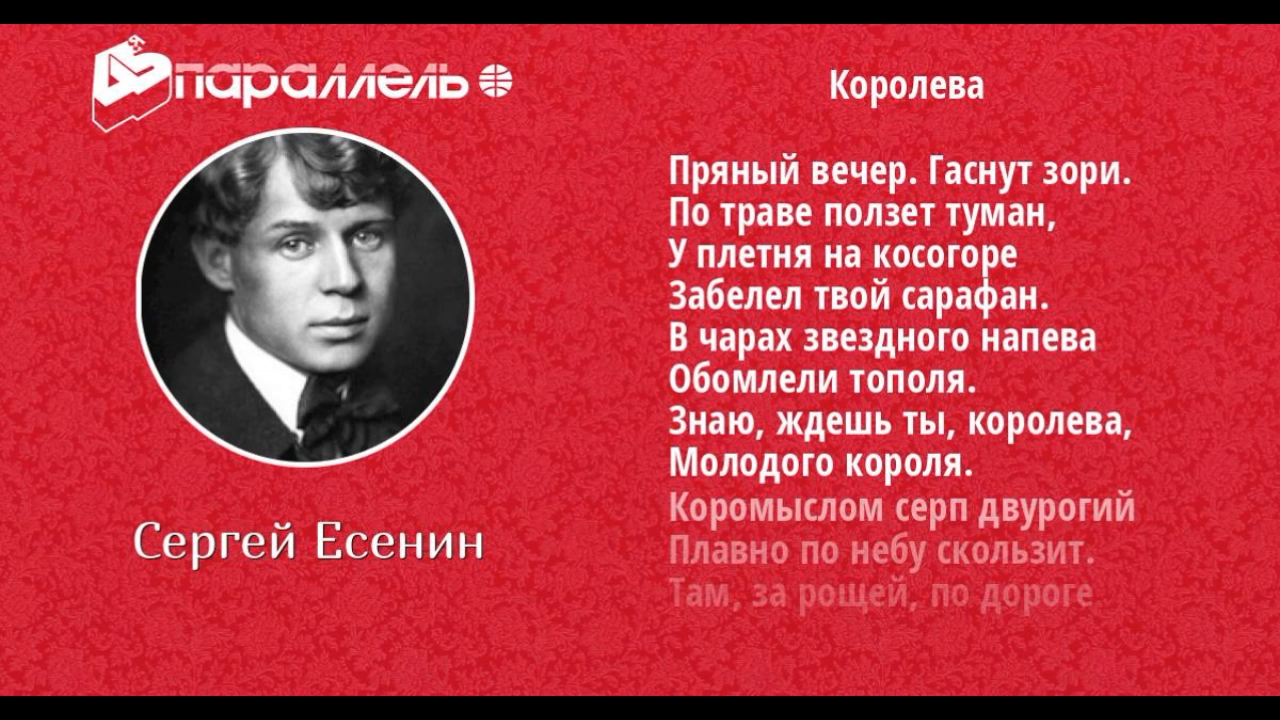 параллель
Сергей Есенин
Королева
Пряный вечер. Гаснут зори.
По траве ползет туман,
У плетня на косогоре
Забелел твой сарафан.
В чарах звездного напева
Обомлели тополя.
Знаю, ждешь ты, королева,
Молодого короля.
Коромыслом серп двурогий
Плавно по небу скользит.
Там, за рощей, по дороге